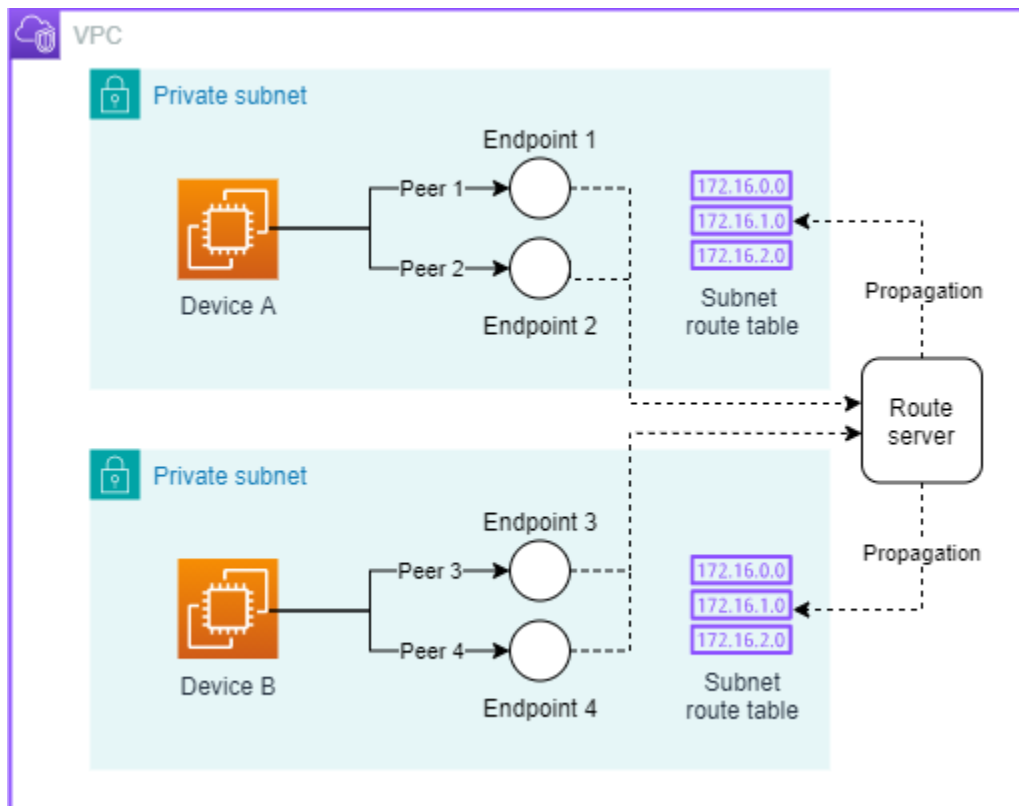 VPC
Private subnet
Endpoint 1
Peer 1
Peer 2
Device A
Endpoint 2
172.16.0.0
172.16.1.0
172.16.2.0
Subnet
route table
Propagation
Route
server
Private subnet
Endpoint 3
Peer 3
Peer 4
Device B
Endpoint 4
172.16.0.0
172.16.1.0
172.16.2.0
Subnet
route table
Propagation